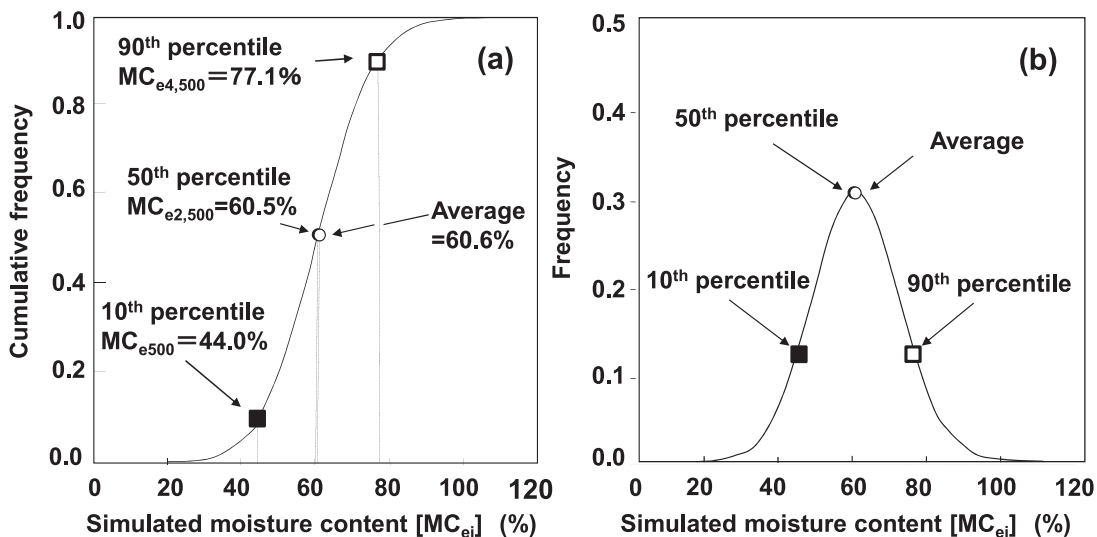 (a)
Cumulative frequency
1.0
0.8
0.6
0.4
0.2
0.0
90th percentile
MCe4,500=77.1%
50th percentile
MCe2,500=60.5%
Average
=60.6%
10th percentile
MCe500=44.0%
0 20 40 60 80 100 120
Simulated moisture content [MCei] (%)
(b)
Frequency
0.5
0.4
0.3
0.2
0.1
0.0
50th percentile
Average
10th percentile
90th percentile
0 20 40 60 80 100 120
Simulated moisture content [MCei] (%)